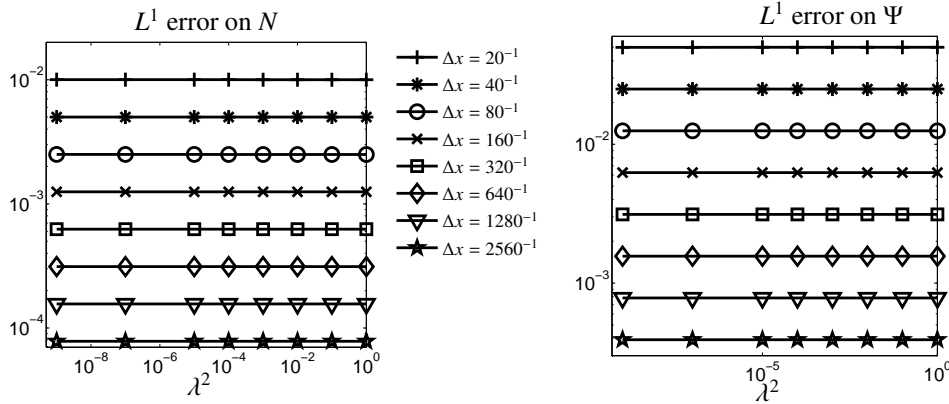 L¹ error on N
10⁻²
10⁻³
10⁻⁴
10⁻⁸
10⁻⁶
10⁻⁴
10⁻²
10⁰
λ²
Δx = 20⁻¹
Δx = 40⁻¹
Δx = 80⁻¹
Δx = 160⁻¹
Δx = 320⁻¹
Δx = 640⁻¹
Δx = 1280⁻¹
Δx = 2560⁻¹
L¹ error on Ψ
10⁻²
10⁻³
10⁻⁵
10⁰
λ²